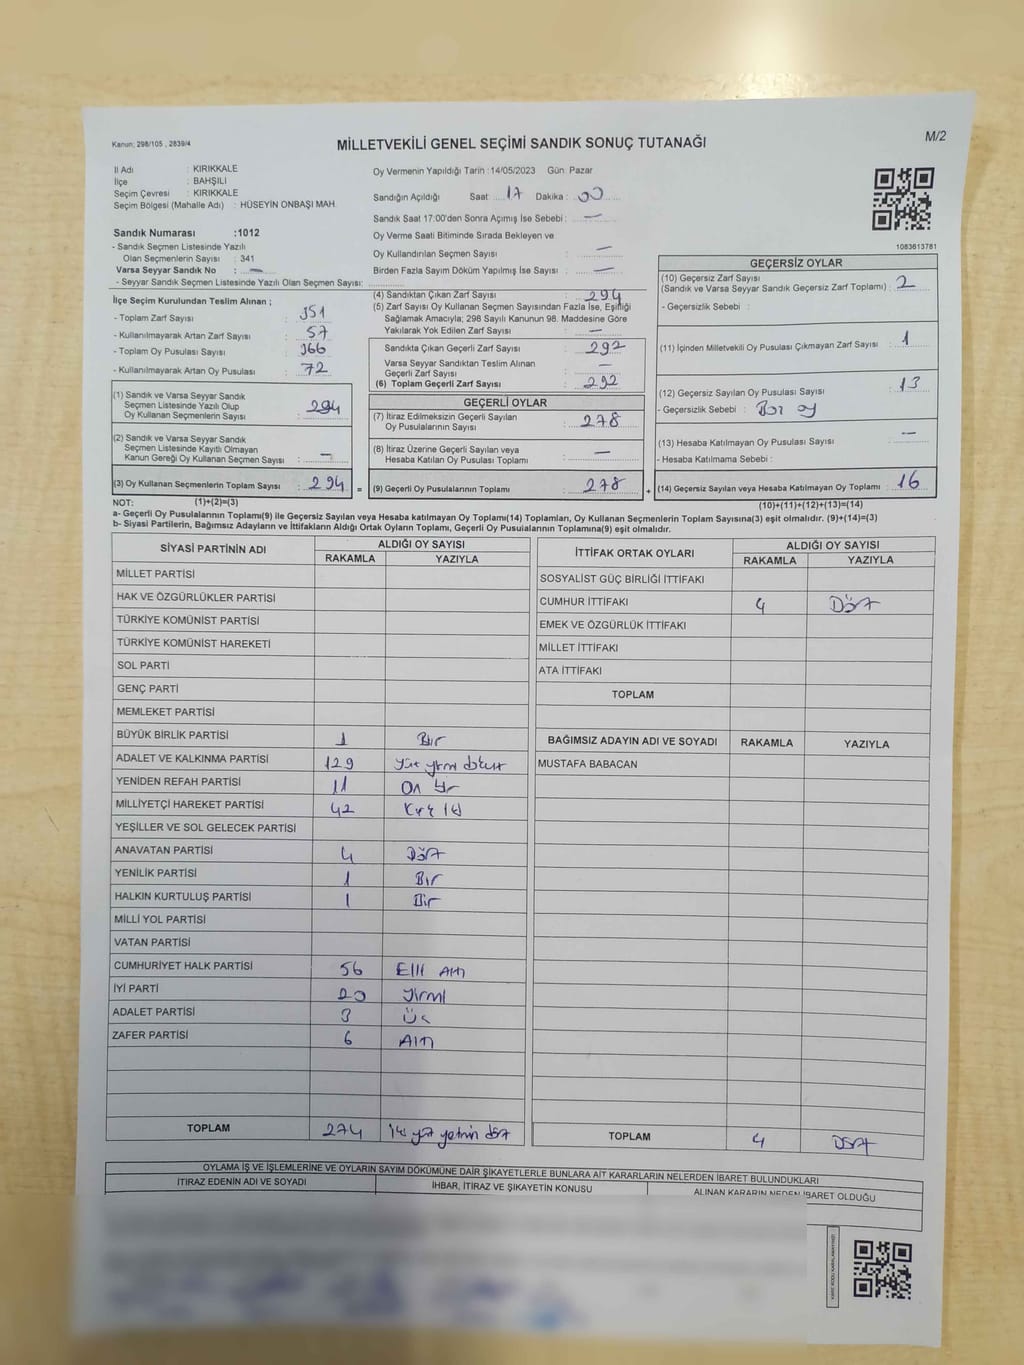 Kanun: 298/105 , 2839/4
MİLLETVEKİLİ GENEL SEÇİMİ SANDIK SONUÇ TUTANAĞI
M/2
İl Adı : KIRIKKALE
İlçe : BAHŞILI
Seçim Çevresi : KIRIKKALE
Seçim Bölgesi (Mahalle Adı) : HÜSEYİN ONBAŞI MAH.
Oy Vermenin Yapıldığı Tarih :14/05/2023 Gün: Pazar
Sandığın Açıldığı Saat :.....17..... Dakika :...00......
Sandık Saat 17:00'den Sonra Açımış İse Sebebi : —
Oy Verme Saati Bitiminde Sırada Bekleyen ve
Oy Kullandırılan Seçmen Sayısı : —
Birden Fazla Sayım Döküm Yapılmış İse Sayısı : —
1083613781
Sandık Numarası :1012
- Sandık Seçmen Listesinde Yazılı
Olan Seçmenlerin Sayısı : 341
Varsa Seyyar Sandık No : —
- Seyyar Sandık Seçmen Listesinde Yazılı Olan Seçmen Sayısı:
İlçe Seçim Kurulundan Teslim Alınan ;
- Toplam Zarf Sayısı : 351
- Kullanılmayarak Artan Zarf Sayısı : 57
- Toplam Oy Pusulası Sayısı : 366
- Kullanılmayarak Artan Oy Pusulası : 72
(1) Sandık ve Varsa Seyyar Sandık
Seçmen Listesinde Yazılı Olup
Oy Kullanan Seçmenlerin Sayısı : 294
(2) Sandık ve Varsa Seyyar Sandık
Seçmen Listesinde Kayıtlı Olmayan
Kanun Gereği Oy Kullanan Seçmen Sayısı : —
(3) Oy Kullanan Seçmenlerin Toplam Sayısı : 294 =
(1)+(2)=(3)
(4) Sandıktan Çıkan Zarf Sayısı : 294
(5) Zarf Sayısı Oy Kullanan Seçmen Sayısından Fazla İse, Eşitliği
Sağlamak Amacıyla; 298 Sayılı Kanunun 98. Maddesine Göre
Yakılarak Yok Edilen Zarf Sayısı : —
Sandıkta Çıkan Geçerli Zarf Sayısı : 292
Varsa Seyyar Sandıktan Teslim Alınan
Geçerli Zarf Sayısı : —
(6) Toplam Geçerli Zarf Sayısı : 292
GEÇERLİ OYLAR
(7) İtiraz Edilmeksizin Geçerli Sayılan
Oy Pusulalarının Sayısı : 278
(8) İtiraz Üzerine Geçerli Sayılan veya
Hesaba Katılan Oy Pusulası Toplamı : —
(9) Geçerli Oy Pusulalarının Toplamı : 278 +
GEÇERSİZ OYLAR
(10) Geçersiz Zarf Sayısı
(Sandık ve Varsa Seyyar Sandık Geçersiz Zarf Toplamı) : 2
- Geçersizlik Sebebi :
(11) İçinden Milletvekili Oy Pusulası Çıkmayan Zarf Sayısı : 1
(12) Geçersiz Sayılan Oy Pusulası Sayısı : 13
- Geçersizlik Sebebi : Boş oy
(13) Hesaba Katılmayan Oy Pusulası Sayısı : —
- Hesaba Katılmama Sebebi :
(14) Geçersiz Sayılan veya Hesaba Katılmayan Oy Toplamı : 16
(10)+(11)+(12)+(13)=(14)
NOT:
a- Geçerli Oy Pusulalarının Toplamı(9) ile Geçersiz Sayılan veya Hesaba katılmayan Oy Toplamı(14) Toplamları, Oy Kullanan Seçmenlerin Toplam Sayısına(3) eşit olmalıdır. (9)+(14)=(3)
b- Siyasi Partilerin, Bağımsız Adayların ve İttifakların Aldığı Ortak Oyların Toplamı, Geçerli Oy Pusulalarının Toplamına(9) eşit olmalıdır.
SİYASİ PARTİNİN ADI ALDIĞI OY SAYISI
RAKAMLA YAZIYLA
MİLLET PARTİSİ
HAK VE ÖZGÜRLÜKLER PARTİSİ
TÜRKİYE KOMÜNİST PARTİSİ
TÜRKİYE KOMÜNİST HAREKETİ
SOL PARTİ
GENÇ PARTİ
MEMLEKET PARTİSİ
BÜYÜK BİRLİK PARTİSİ 1 Bir
ADALET VE KALKINMA PARTİSİ 129 yüz yirmi dokuz
YENİDEN REFAH PARTİSİ 11 On bir
MİLLİYETÇİ HAREKET PARTİSİ 42 Kırk iki
YEŞİLLER VE SOL GELECEK PARTİSİ
ANAVATAN PARTİSİ 4 Dört
YENİLİK PARTİSİ 1 Bir
HALKIN KURTULUŞ PARTİSİ 1 Bir
MİLLİ YOL PARTİSİ
VATAN PARTİSİ
CUMHURİYET HALK PARTİSİ 56 Elli Altı
İYİ PARTİ 20 Yirmi
ADALET PARTİSİ 3 Üç
ZAFER PARTİSİ 6 Altı
TOPLAM 274 iki yüz yetmiş dört
İTTİFAK ORTAK OYLARI ALDIĞI OY SAYISI
RAKAMLA YAZIYLA
SOSYALİST GÜÇ BİRLİĞİ İTTİFAKI
CUMHUR İTTİFAKI 4 Dört
EMEK VE ÖZGÜRLÜK İTTİFAKI
MİLLET İTTİFAKI
ATA İTTİFAKI
TOPLAM
BAĞIMSIZ ADAYIN ADI VE SOYADI RAKAMLA YAZIYLA
MUSTAFA BABACAN
TOPLAM 4 Dört
OYLAMA İŞ VE İŞLEMLERİNE VE OYLARIN SAYIM DÖKÜMÜNE DAİR ŞİKAYETLERLE BUNLARA AİT KARARLARIN NELERDEN İBARET BULUNDUKLARI
İTİRAZ EDENİN ADI VE SOYADI İHBAR, İTİRAZ VE ŞİKAYETİN KONUSU ALINAN KARARIN NEDEN İBARET OLDUĞU
KARE KODU KARALAMAYINIZ!